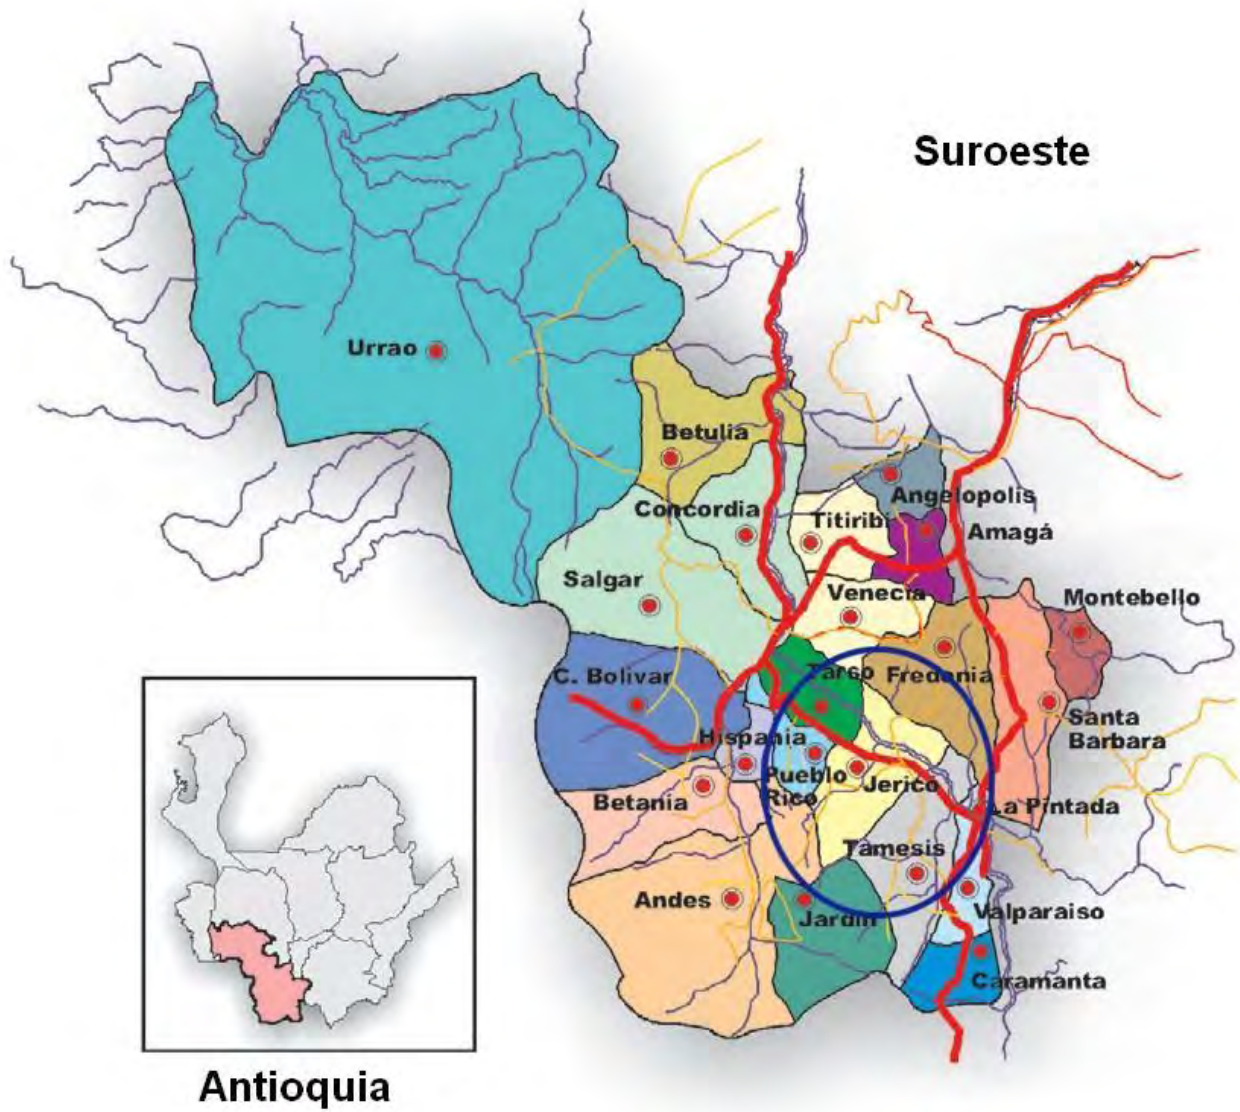 Suroeste
Urrao
Betulia
Concordia
Angelopolis
Titiribi
Amagá
Salgar
Venecia
Montebello
C. Bolivar
Tarso
Fredonia
Hispania
Santa
Barbara
Pueblo
Rico
Jerico
Betania
La Pintada
Tamesis
Andes
Jardin
Valparaiso
Caramanta
Antioquia